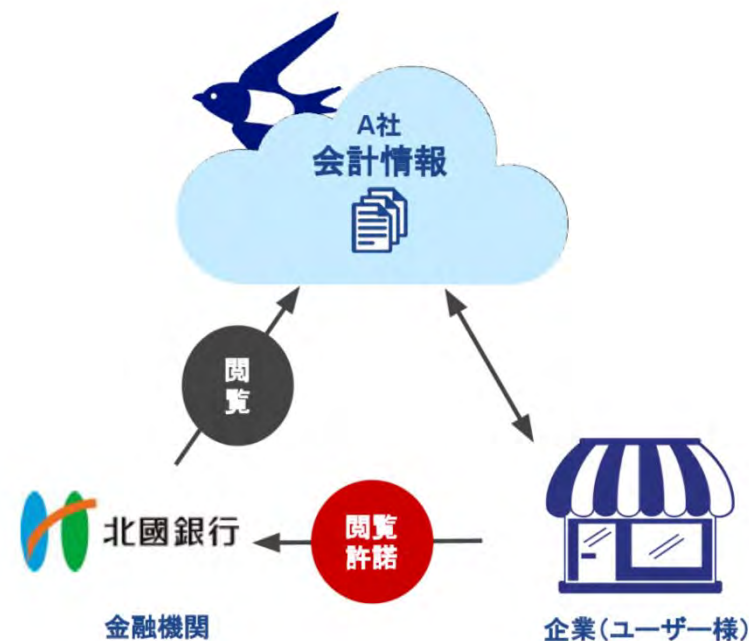 A社
会計情報
閲
覧
北國銀行
閲覧
許諾
金融機関
企業(ユーザー様)